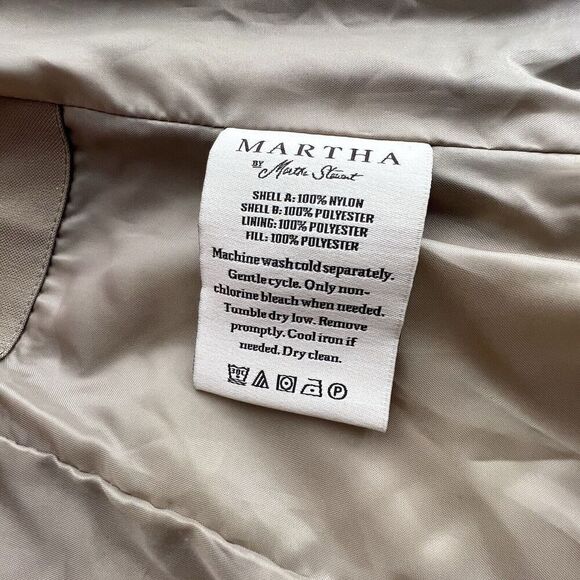 MARTHA
BY Martha Stewart
SHELL A: 100% NYLON
SHELL B: 100% POLYESTER
LINING: 100% POLYESTER
FILL: 100% POLYESTER
Machine wash cold separately.
Gentle cycle. Only non-
chlorine bleach when needed.
Tumble dry low. Remove
promptly. Cool iron if
needed. Dry clean.
30C
P